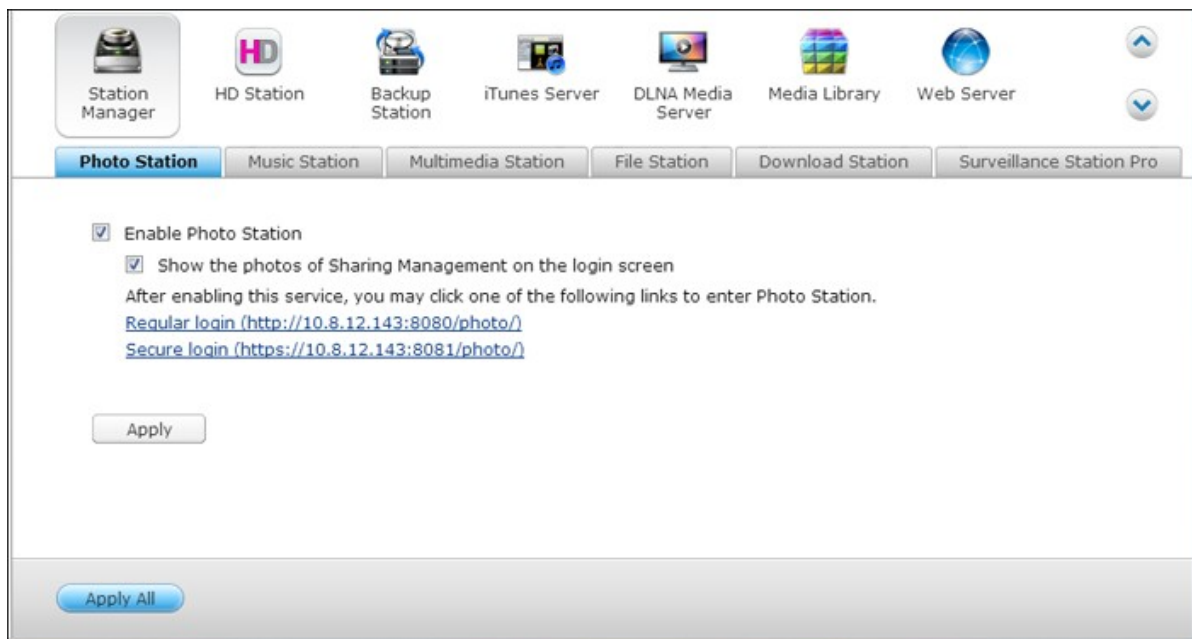 HD
Station Manager
HD Station
Backup Station
iTunes Server
DLNA Media Server
Media Library
Web Server
Photo Station
Music Station
Multimedia Station
File Station
Download Station
Surveillance Station Pro
Enable Photo Station
Show the photos of Sharing Management on the login screen
After enabling this service, you may click one of the following links to enter Photo Station.
Regular login (http://10.8.12.143:8080/photo/)
Secure login (https://10.8.12.143:8081/photo/)
Apply
Apply All